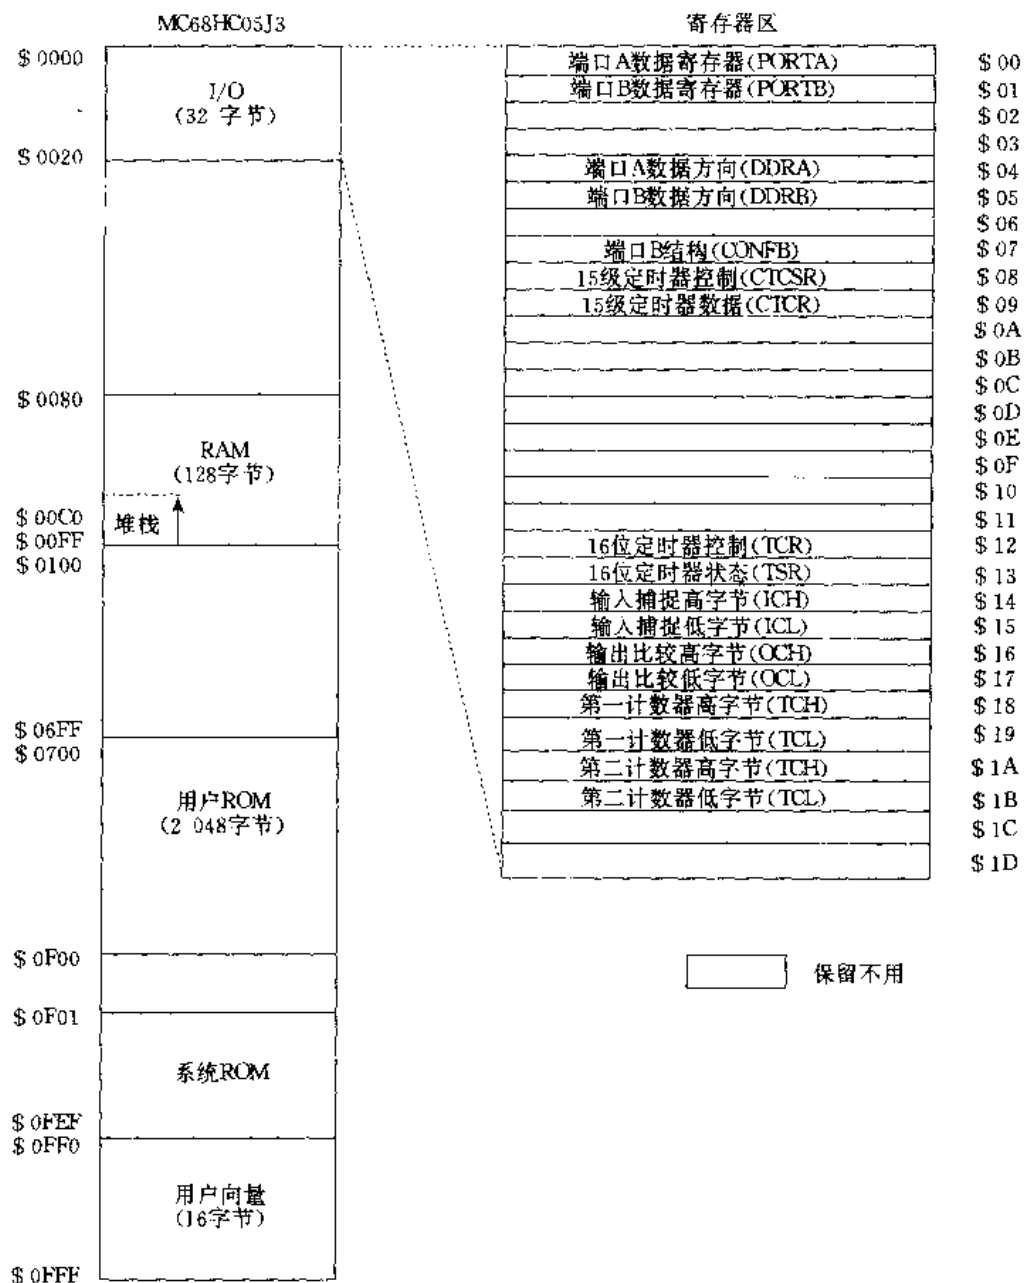 MC68HC05J3
$0000
I/O
(32 字节)
$0020
$0080
RAM
(128字节)
$00C0
堆栈
$00FF
$0100
$06FF
$0700
用户ROM
(2 048字节)
$0F00
$0F01
系统ROM
$0FEF
$0FF0
用户向量
(16字节)
$0FFF
寄存器区
端口A数据寄存器(PORTA) $00
端口B数据寄存器(PORTB) $01
$02
$03
端口A数据方向(DDRA) $04
端口B数据方向(DDRB) $05
$06
端口B结构(CONFB) $07
15级定时器控制(CTCSR) $08
15级定时器数据(CTCR) $09
$0A
$0B
$0C
$0D
$0E
$0F
$10
$11
16位定时器控制(TCR) $12
16位定时器状态(TSR) $13
输入捕捉高字节(ICH) $14
输入捕捉低字节(ICL) $15
输出比较高字节(OCH) $16
输出比较低字节(OCL) $17
第一计数器高字节(TCH) $18
第一计数器低字节(TCL) $19
第二计数器高字节(TCH) $1A
第二计数器低字节(TCL) $1B
$1C
$1D
保留不用